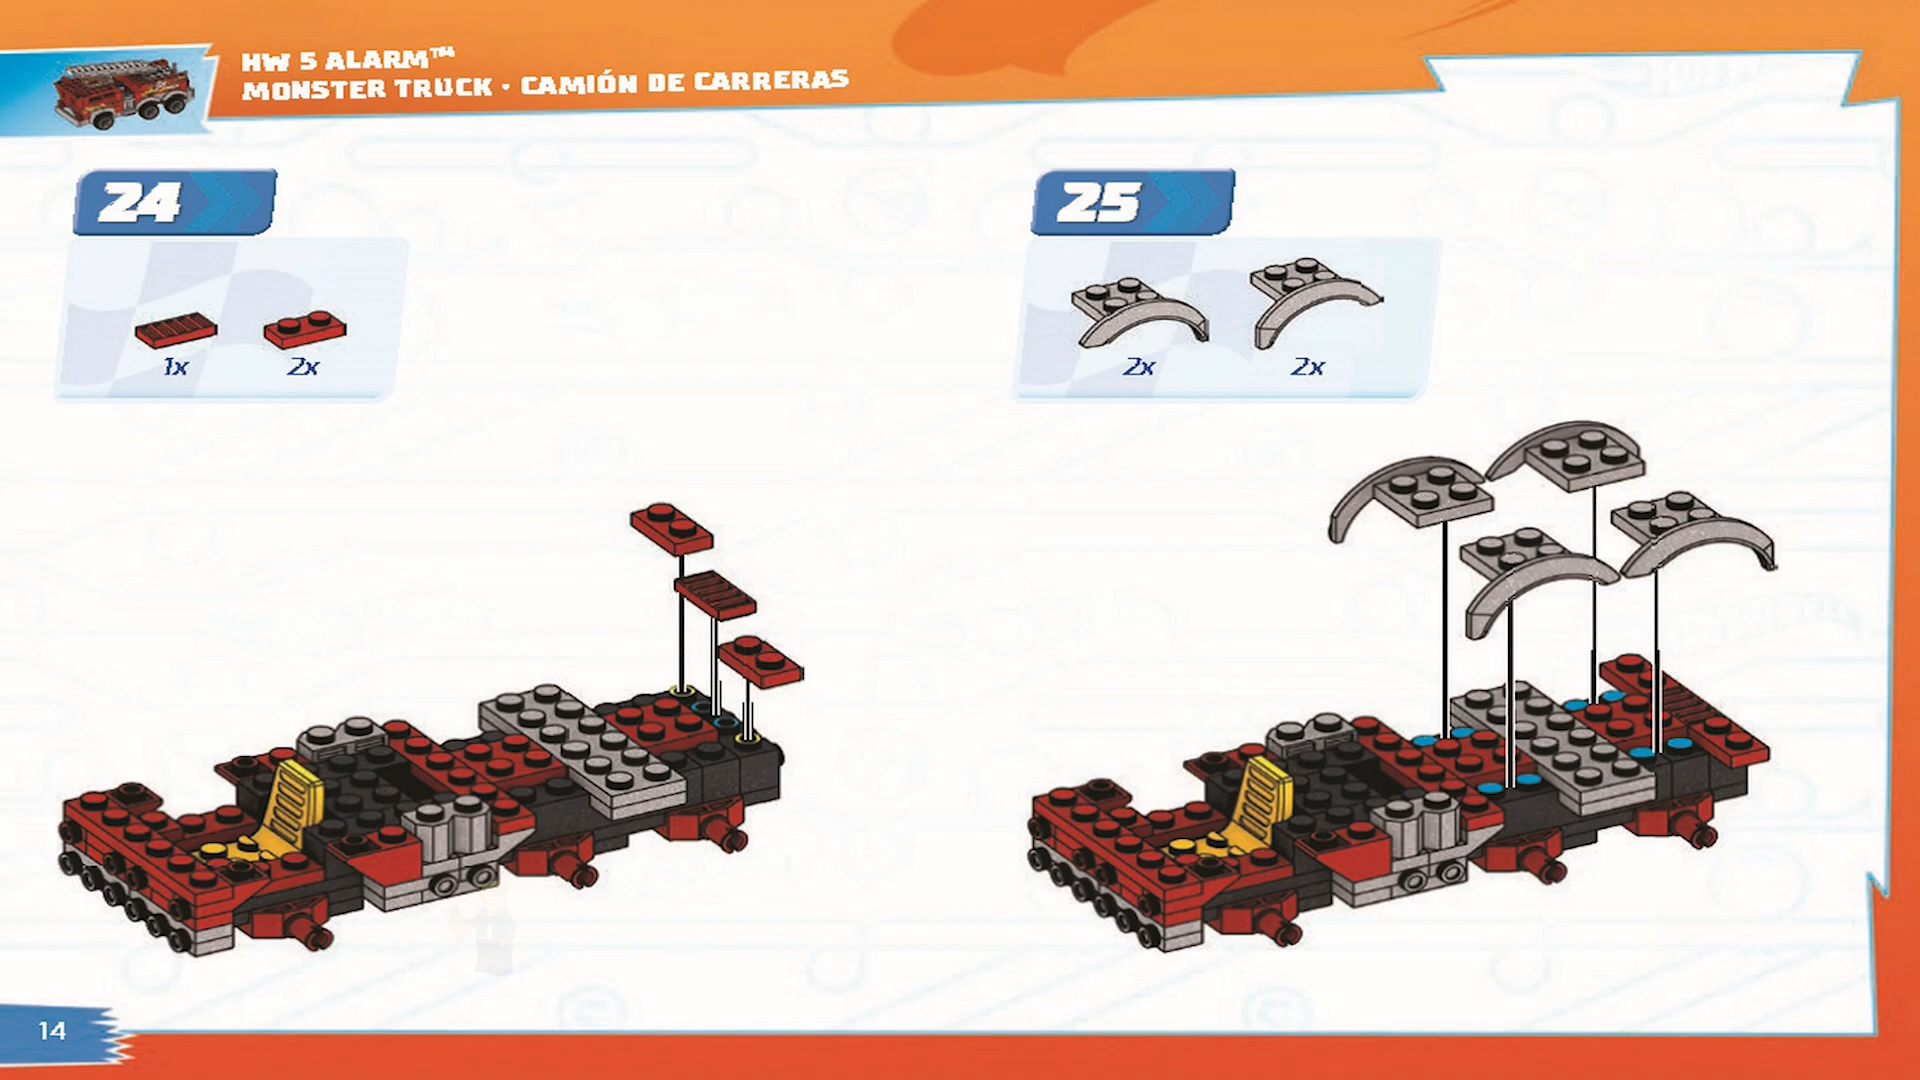 HW 5 ALARM™
MONSTER TRUCK · CAMIÓN DE CARRERAS
24
1x
2x
25
2x
2x
14